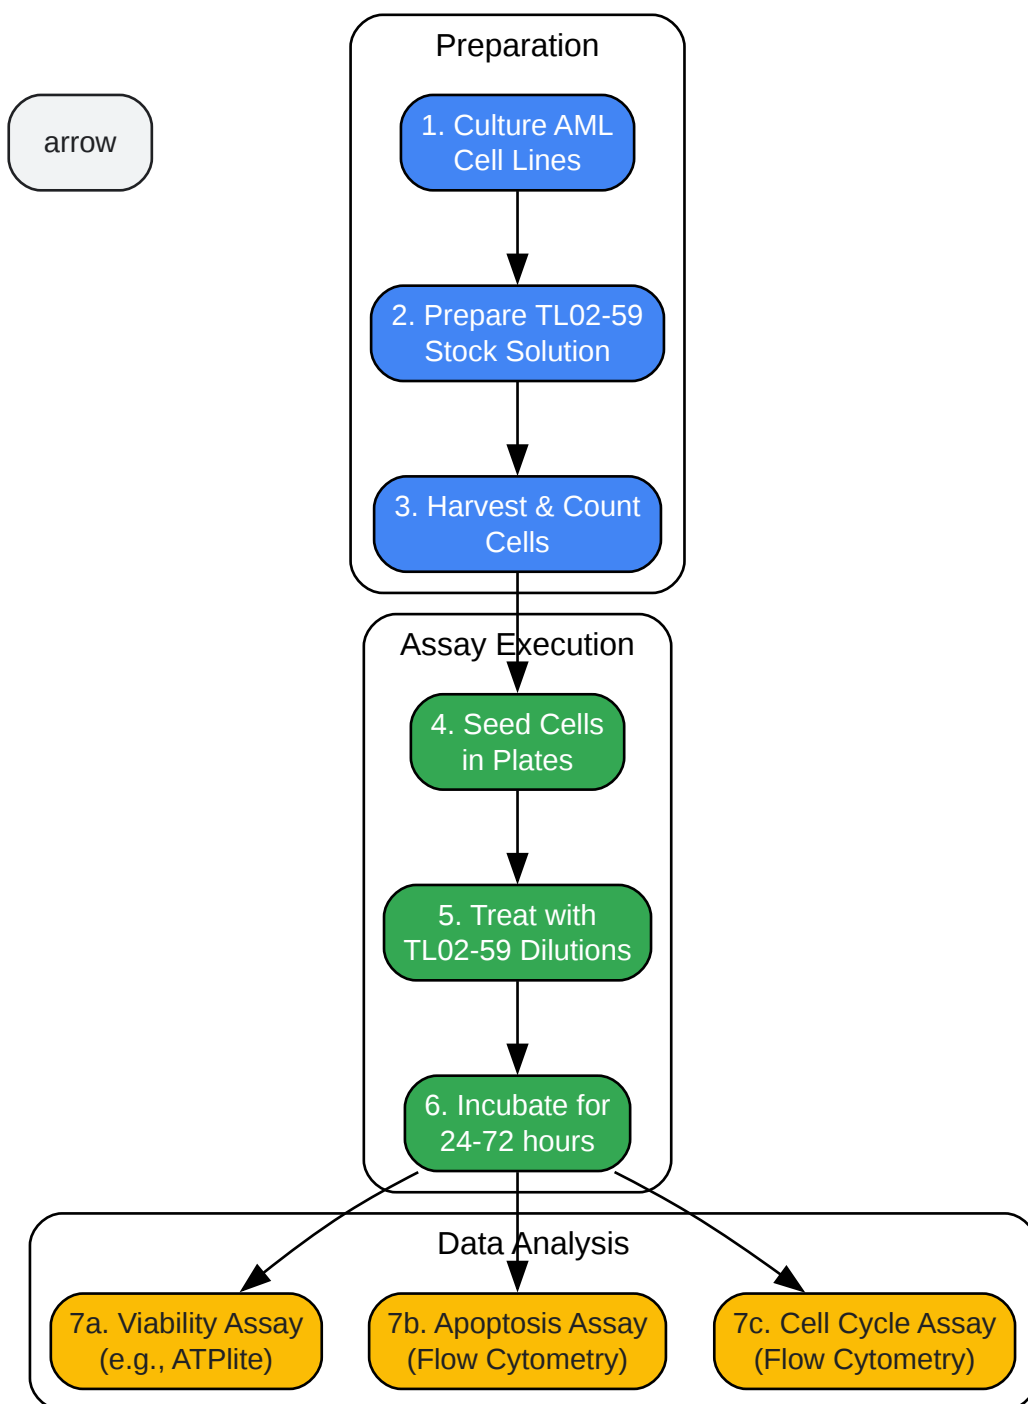 Preparation
arrow
1. Culture AML
Cell Lines
2. Prepare TL02-59
Stock Solution
3. Harvest & Count
Cells
Assay Execution
4. Seed Cells
in Plates
5. Treat with
TL02-59 Dilutions
6. Incubate for
24-72 hours
Data Analysis
7a. Viability Assay
(e.g., ATPlite)
7b. Apoptosis Assay
(Flow Cytometry)
7c. Cell Cycle Assay
(Flow Cytometry)